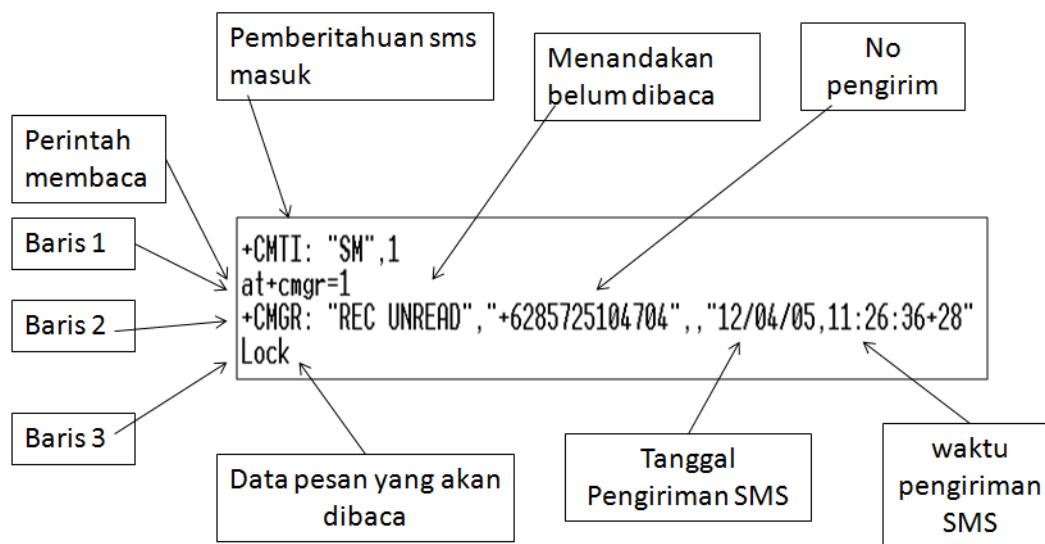 Pemberitahuan sms
masuk
Menandakan
belum dibaca
No
pengirim
Perintah
membaca
Baris 1
Baris 2
Baris 3
+CMTI: "SM",1
at+cmgr=1
+CMGR: "REC UNREAD","+6285725104704",,"12/04/05,11:26:36+28"
Lock
Data pesan yang akan
dibaca
Tanggal
Pengiriman SMS
waktu
pengiriman
SMS